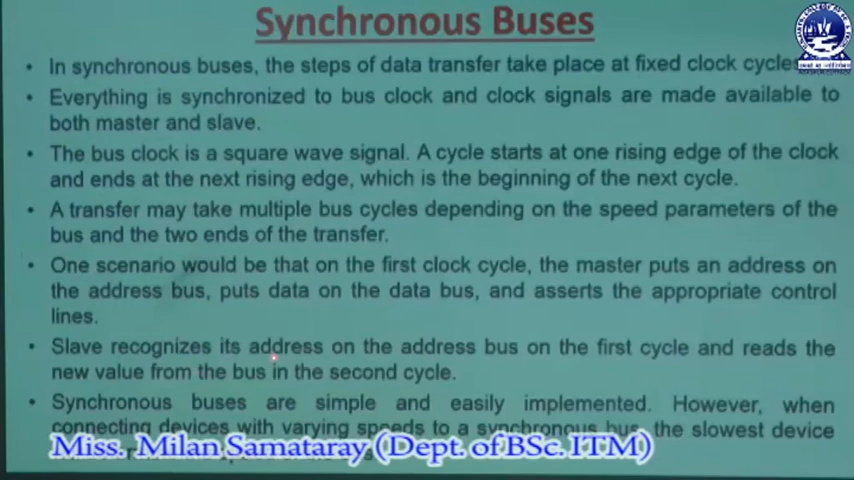 Synchronous Buses
• In synchronous buses, the steps of data transfer take place at fixed clock cycles
• Everything is synchronized to bus clock and clock signals are made available to
both master and slave.
• The bus clock is a square wave signal. A cycle starts at one rising edge of the clock
and ends at the next rising edge, which is the beginning of the next cycle.
• A transfer may take multiple bus cycles depending on the speed parameters of the
bus and the two ends of the transfer.
• One scenario would be that on the first clock cycle, the master puts an address on
the address bus, puts data on the data bus, and asserts the appropriate control
lines.
• Slave recognizes its address on the address bus on the first cycle and reads the
new value from the bus in the second cycle.
• Synchronous buses are simple and easily implemented. However, when
connecting devices with varying speeds to a synchronous bus, the slowest device
Miss. Milan Samataray (Dept. of BSc. ITM)